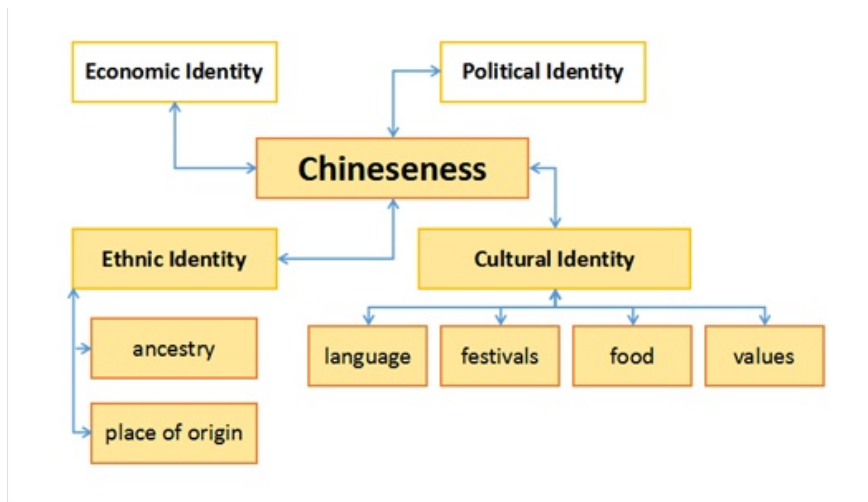 Economic Identity
Political Identity
Chineseness
Ethnic Identity
Cultural Identity
ancestry
place of origin
language
festivals
food
values